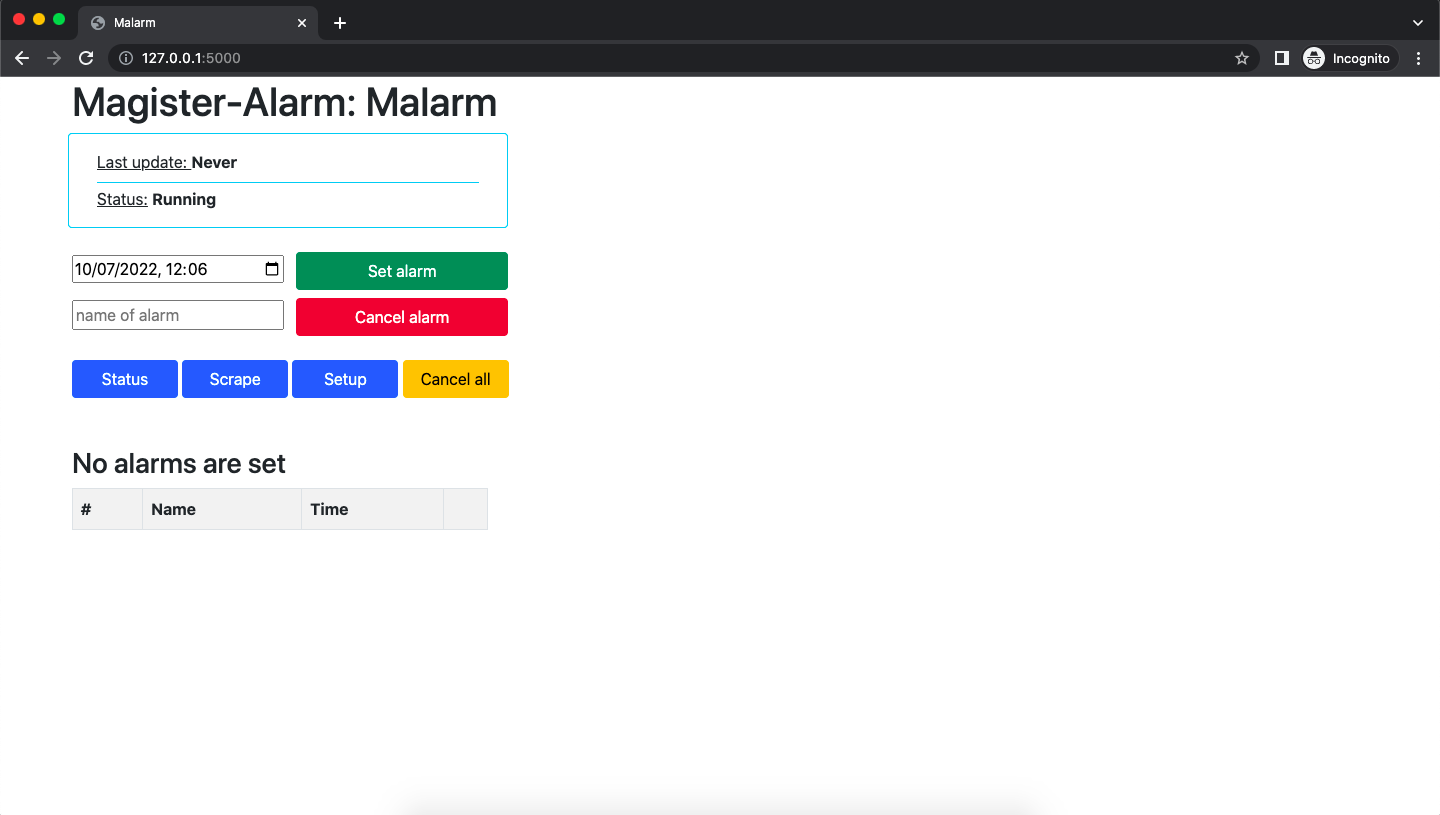 Malarm
127.0.0.1:5000
Incognito
Magister-Alarm: Malarm
Last update: Never
Status: Running
10/07/2022, 12:06
Set alarm
name of alarm
Cancel alarm
Status Scrape Setup Cancel all
No alarms are set
# Name Time